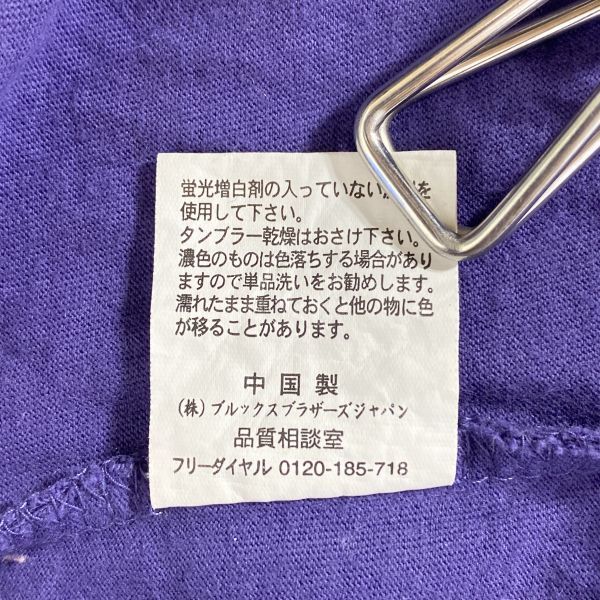 蛍光増白剤の入っていない を
使用して下さい。
タンブラー乾燥はおさけ下さい。
濃色のものは色落ちする場合があり
ますので単品洗いをお勧めします。
濡れたまま重ねておくと他の物に色
が移ることがあります。
中国製
(株)ブルックスブラザーズジャパン
品質相談室
フリーダイヤル 0120-185-718